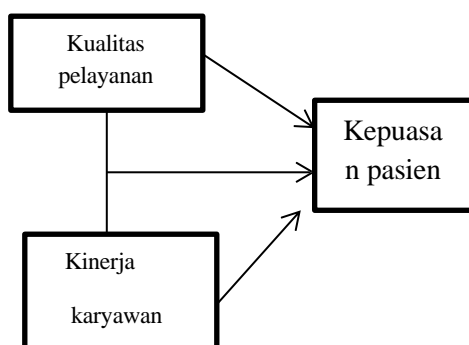 Kualitas
pelayanan
Kepuasa
n pasien
Kinerja
karyawan